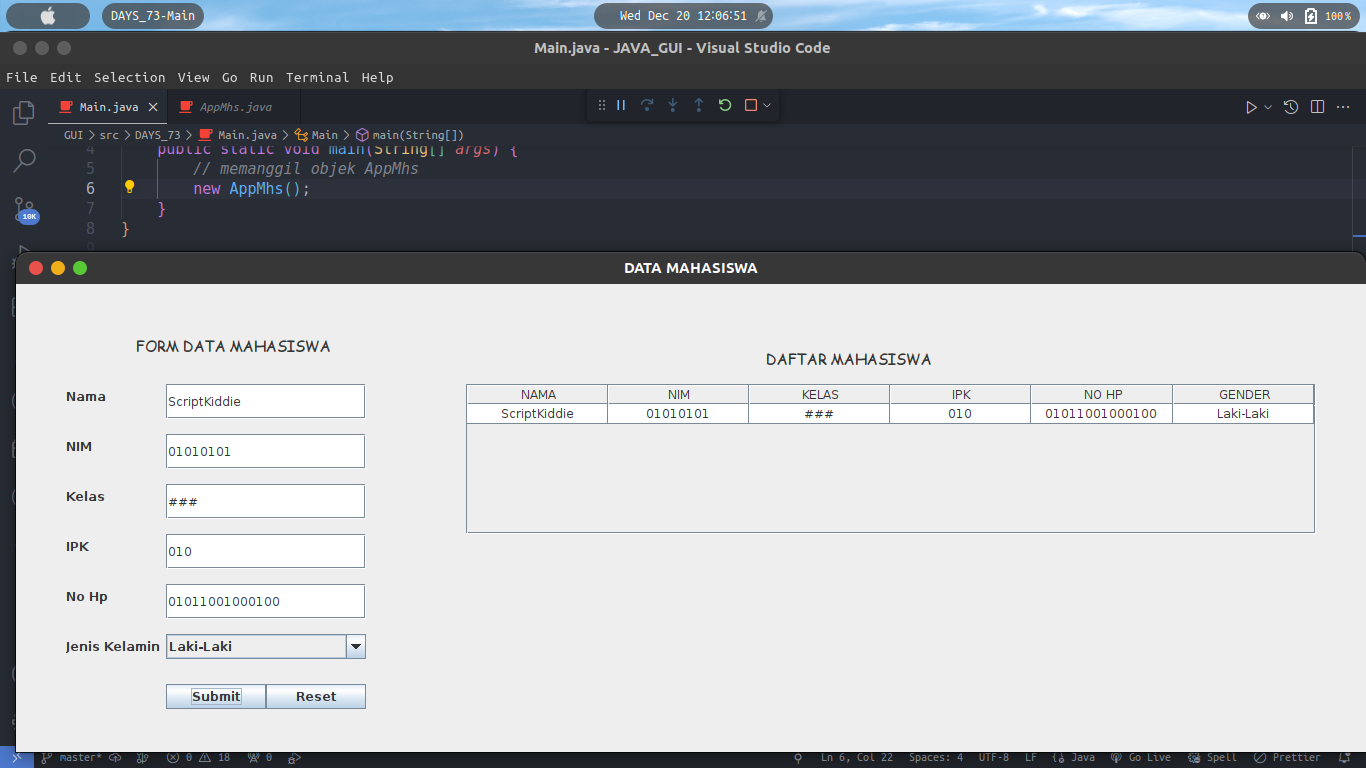 DAYS_73-Main
Wed Dec 20 12:06:51
100%
Main.java - JAVA_GUI - Visual Studio Code
File Edit Selection View Go Run Terminal Help
Main.java
AppMhs.java
GUI > src > DAYS_73 > Main.java > Main > main(String[])
4 public static void main(String[] args) {
5 // memanggil objek AppMhs
6 new AppMhs();
7 }
8 }
9
10K
DATA MAHASISWA
FORM DATA MAHASISWA
Nama ScriptKiddie
NIM 01010101
Kelas ###
IPK 010
No Hp 01011001000100
Jenis Kelamin Laki-Laki
Submit Reset
DAFTAR MAHASISWA
NAMA NIM KELAS IPK NO HP GENDER
ScriptKiddie 01010101 ### 010 01011001000100 Laki-Laki
master* 0 18 0 Ln 6, Col 22 Spaces: 4 UTF-8 LF Java Go Live Spell Prettier